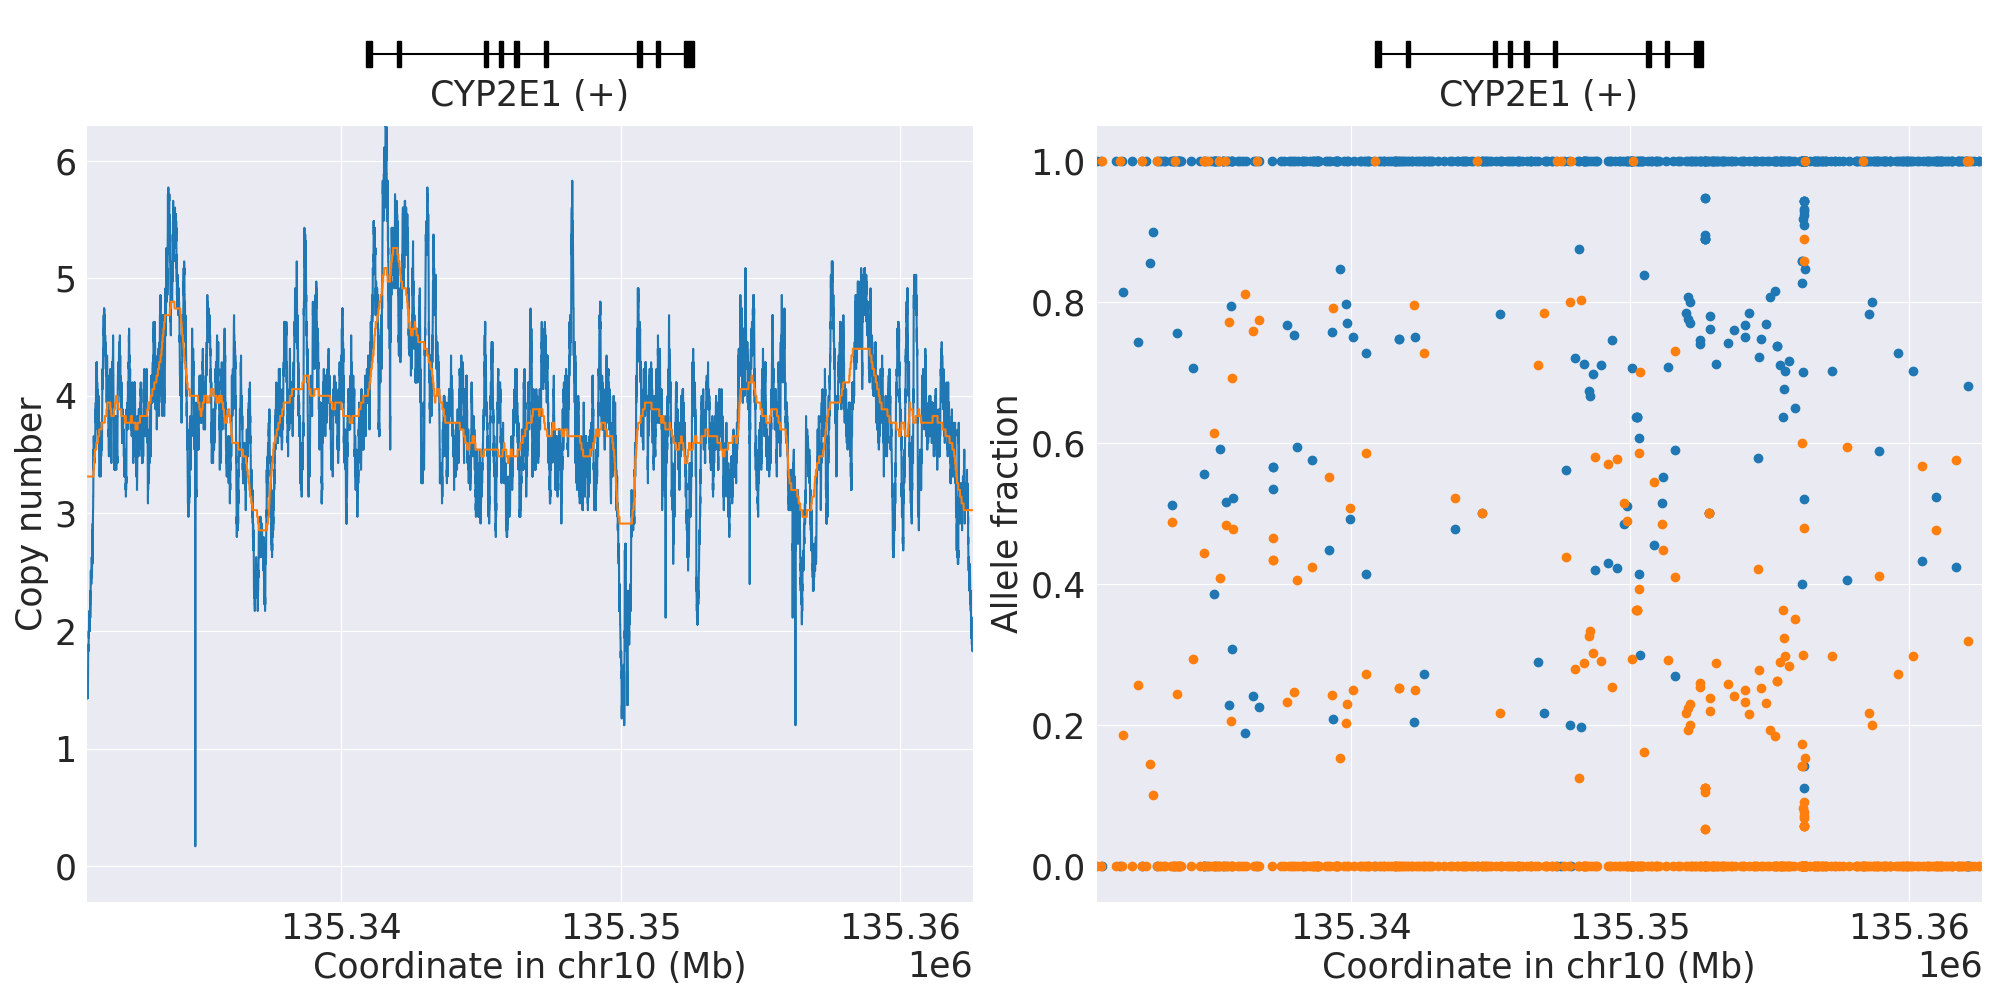 CYP2E1 (+)
6
5
4
3
2
1
0
Copy number
135.34
135.35
135.36
Coordinate in chr10 (Mb)
1e6
CYP2E1 (+)
1.0
0.8
0.6
0.4
0.2
0.0
Allele fraction
135.34
135.35
135.36
Coordinate in chr10 (Mb)
1e6